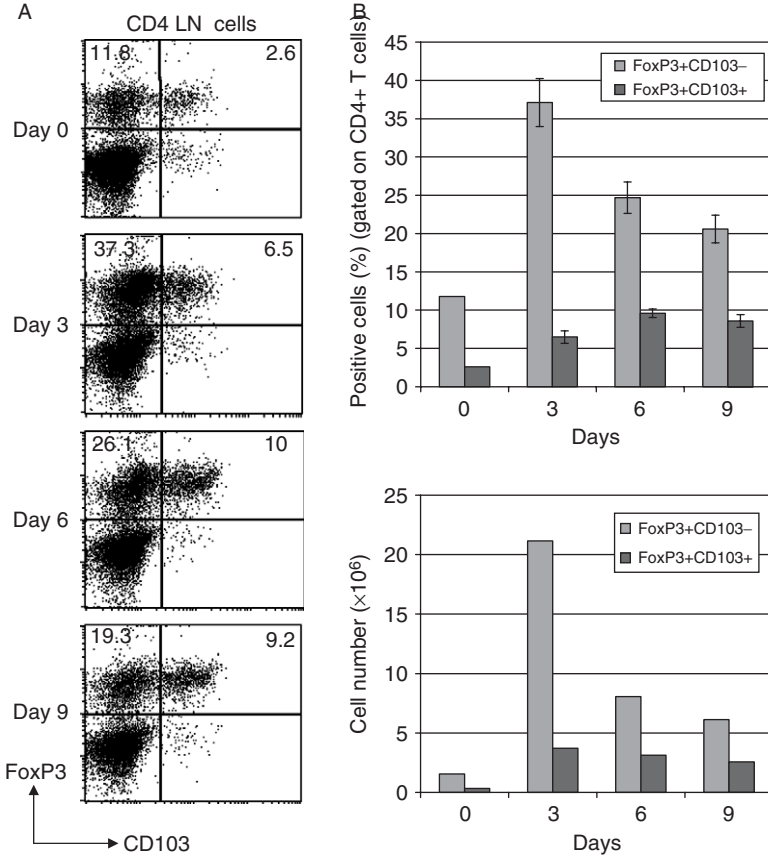 A
CD4 LN cells
Day 0
11.8
2.6
Day 3
37.3
6.5
Day 6
26.1
10
Day 9
19.3
9.2
FoxP3
CD103
B
Positive cells (%) (gated on CD4+ T cells)
45
40
35
30
25
20
15
10
5
0
FoxP3+CD103−
FoxP3+CD103+
0 3 6 9
Days
Cell number (×10⁶)
25
20
15
10
5
0
FoxP3+CD103−
FoxP3+CD103+
0 3 6 9
Days